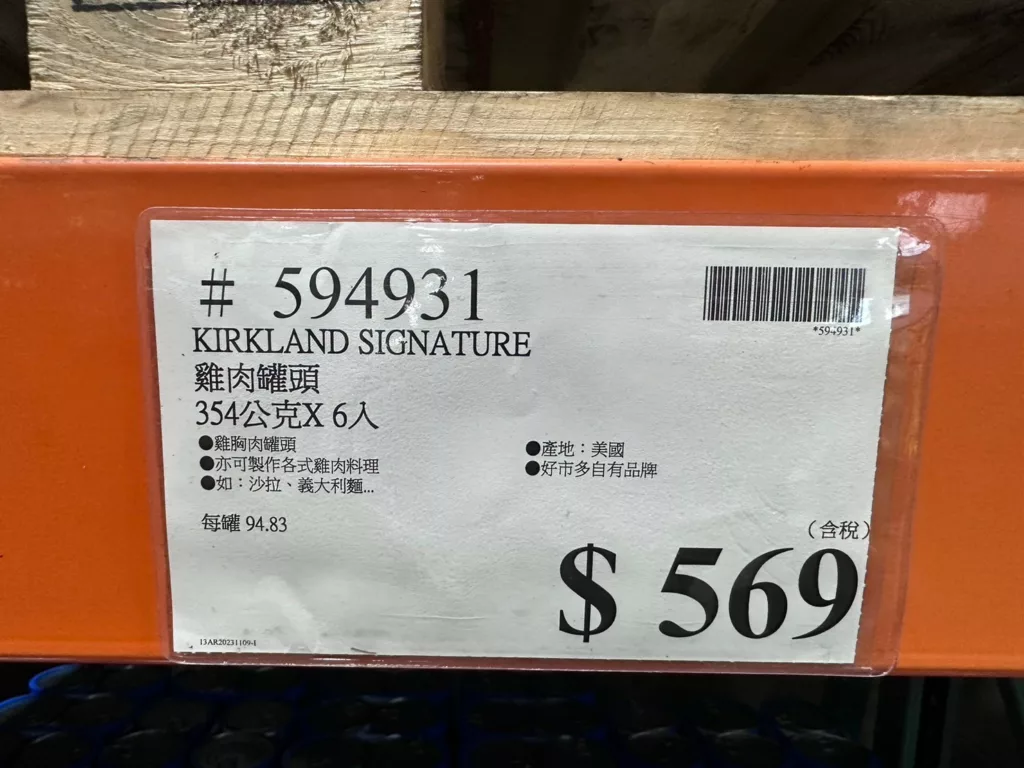 # 594931
*594931*
KIRKLAND SIGNATURE
雞肉罐頭
354公克X 6入
●雞胸肉罐頭
●亦可製作各式雞肉料理
●如：沙拉、義大利麵...
●產地：美國
●好市多自有品牌
每罐 94.83
（含稅）
$ 569
13AR20231109-1